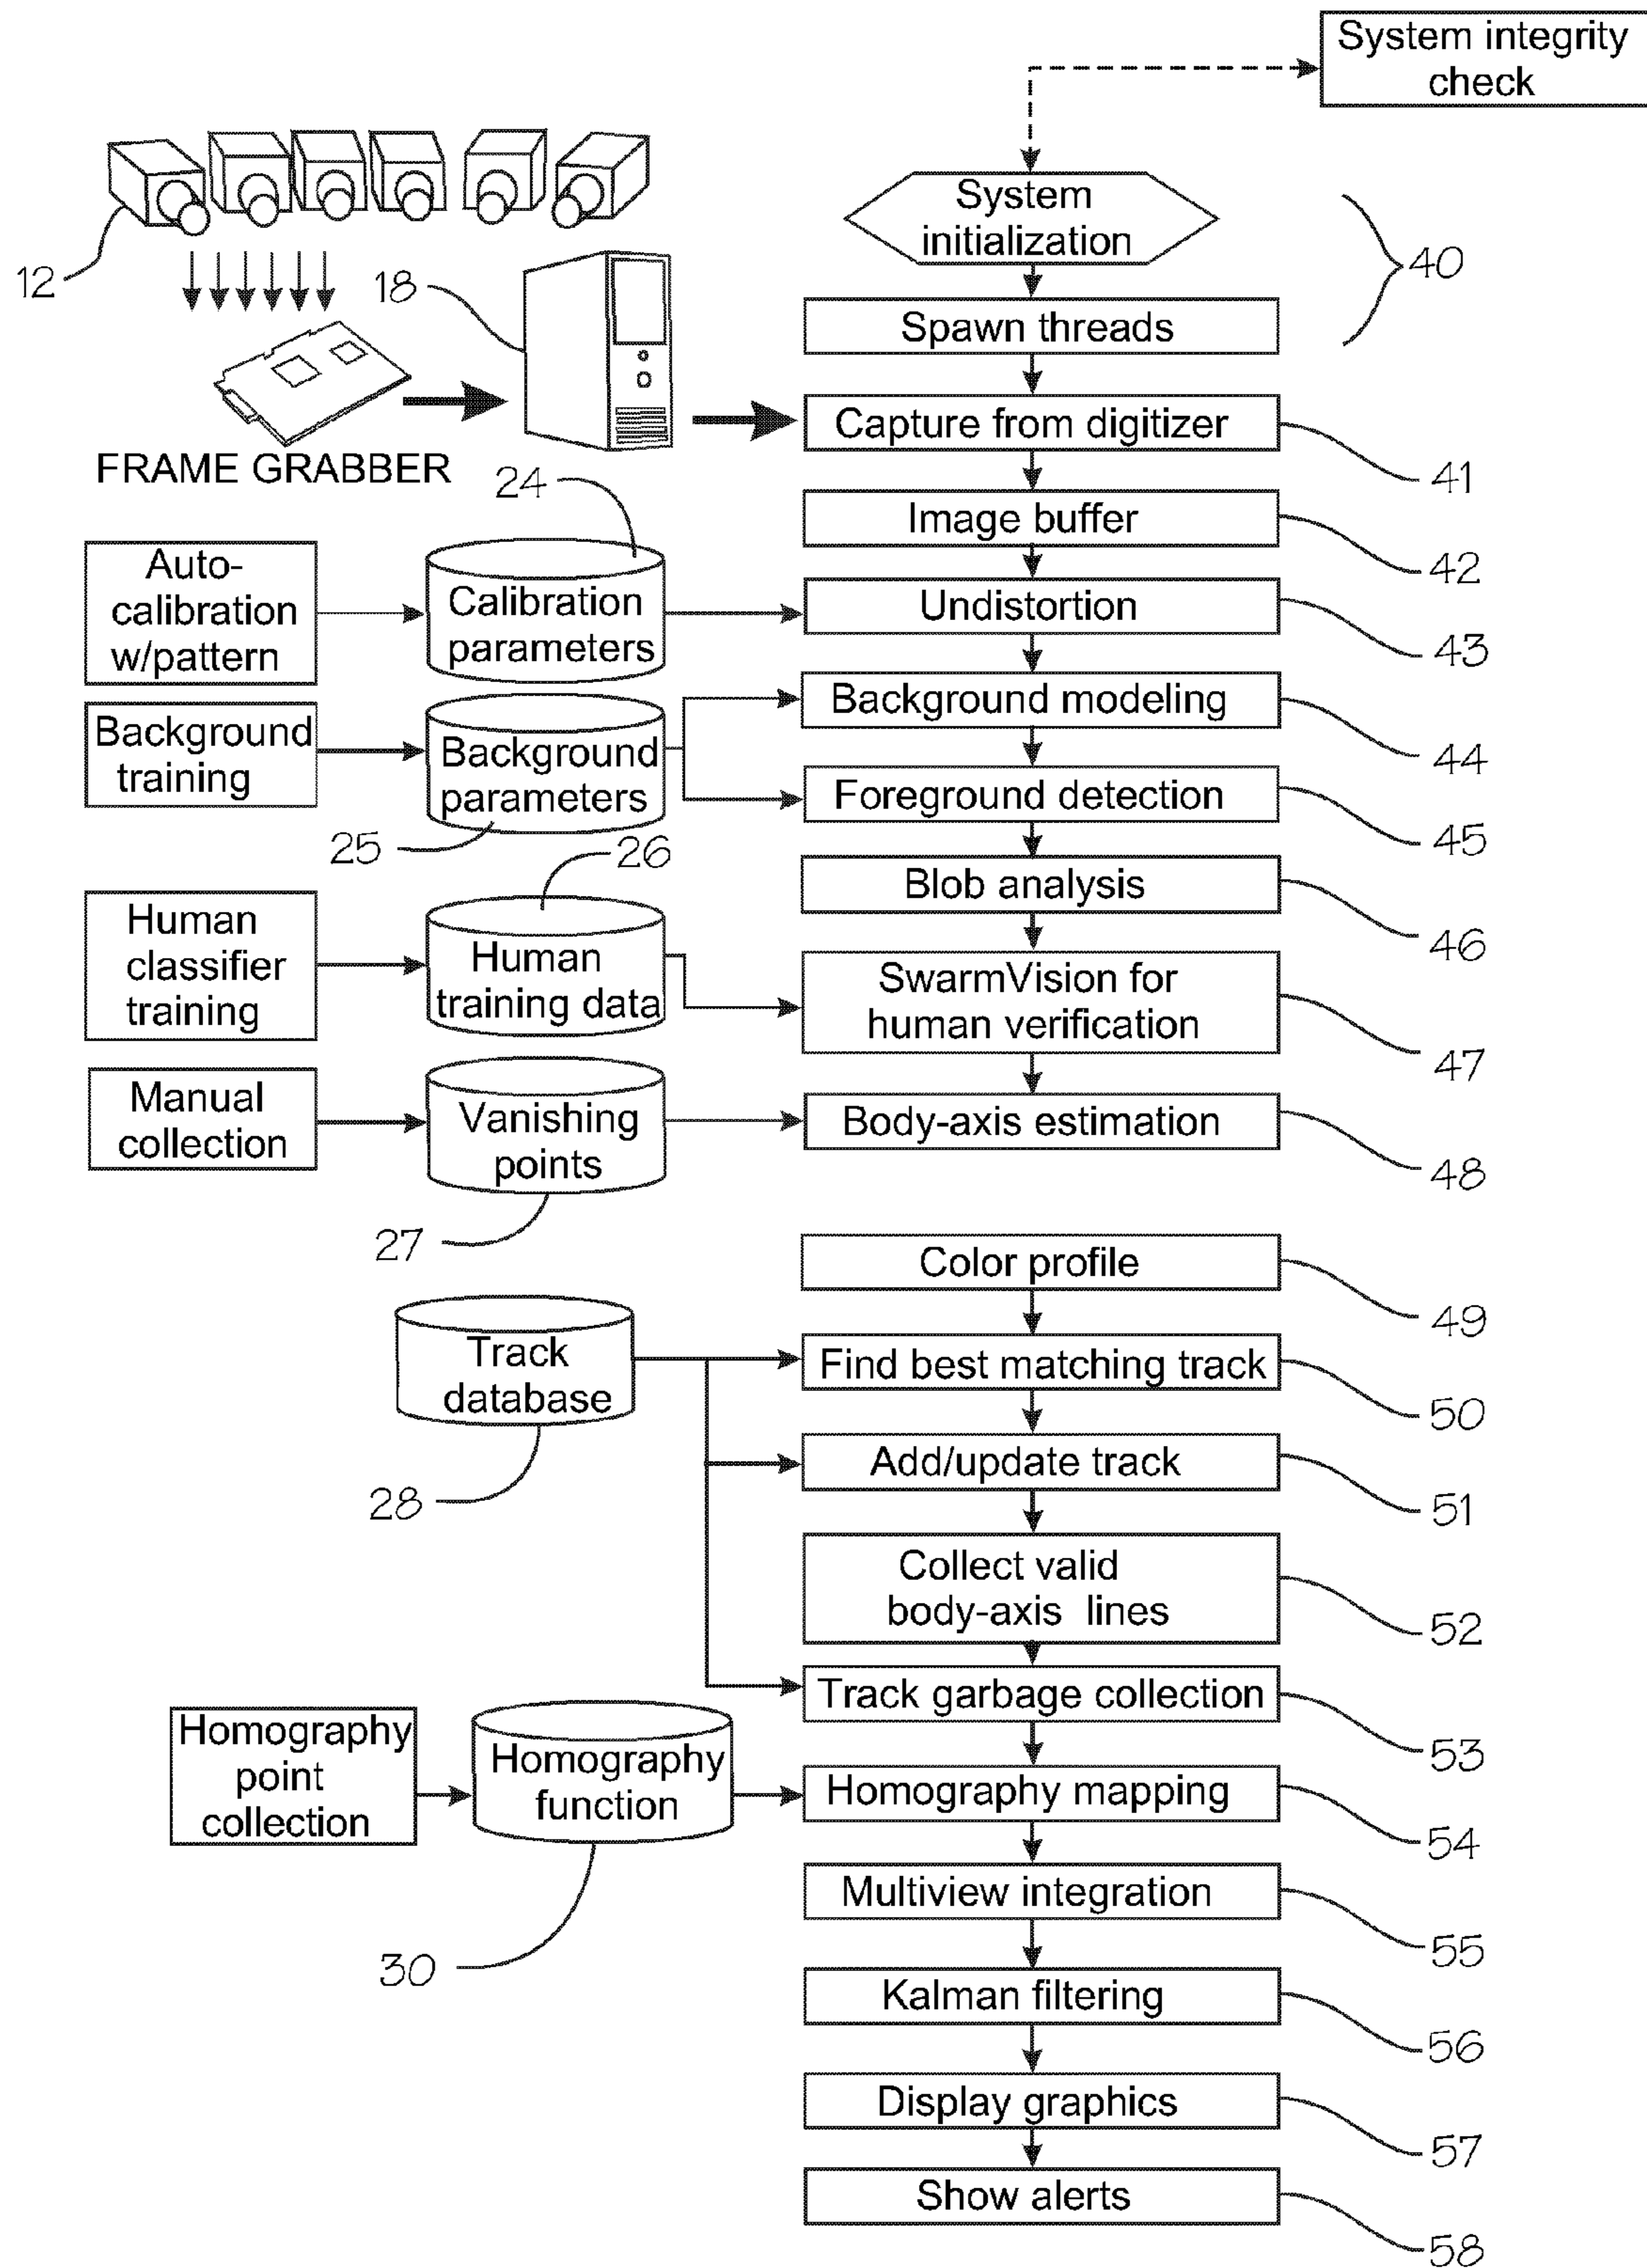 System integrity
check
System
initialization
40
12
18
Spawn threads
Capture from digitizer
41
FRAME GRABBER
24
Image buffer
42
Auto-
calibration
w/pattern
Calibration
parameters
Undistortion
43
Background
training
Background
parameters
25
Background modeling
44
Foreground detection
45
26
Blob analysis
46
Human
classifier
training
Human
training data
SwarmVision for
human verification
47
Manual
collection
Vanishing
points
27
Body-axis estimation
48
Color profile
49
Track
database
28
Find best matching track
50
Add/update track
51
Collect valid
body-axis lines
52
Track garbage collection
53
Homography
point
collection
Homography
function
30
Homography mapping
54
Multiview integration
55
Kalman filtering
56
Display graphics
57
Show alerts
58